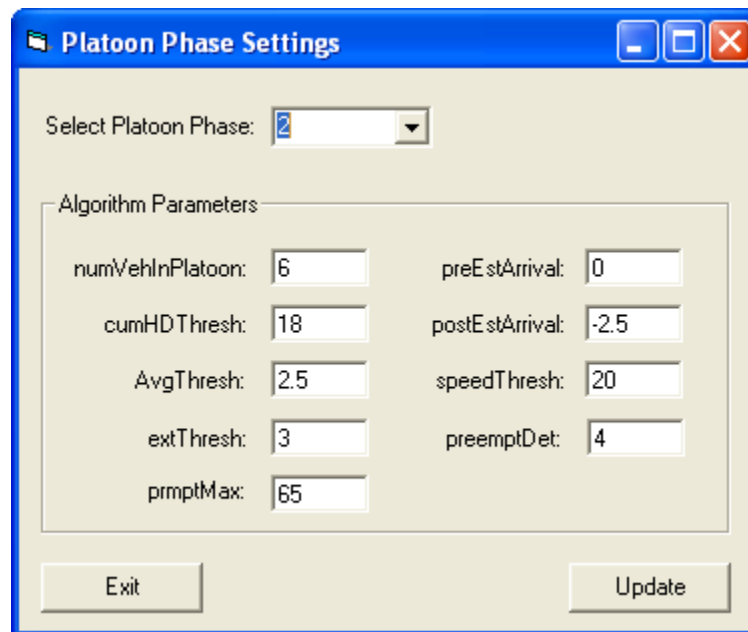 Platoon Phase Settings
Select Platoon Phase: 2
Algorithm Parameters
numVehInPlatoon: 6 preEstArrival: 0
cumHDThresh: 18 postEstArrival: -2.5
AvgThresh: 2.5 speedThresh: 20
extThresh: 3 preemptDet: 4
prmptMax: 65
Exit Update